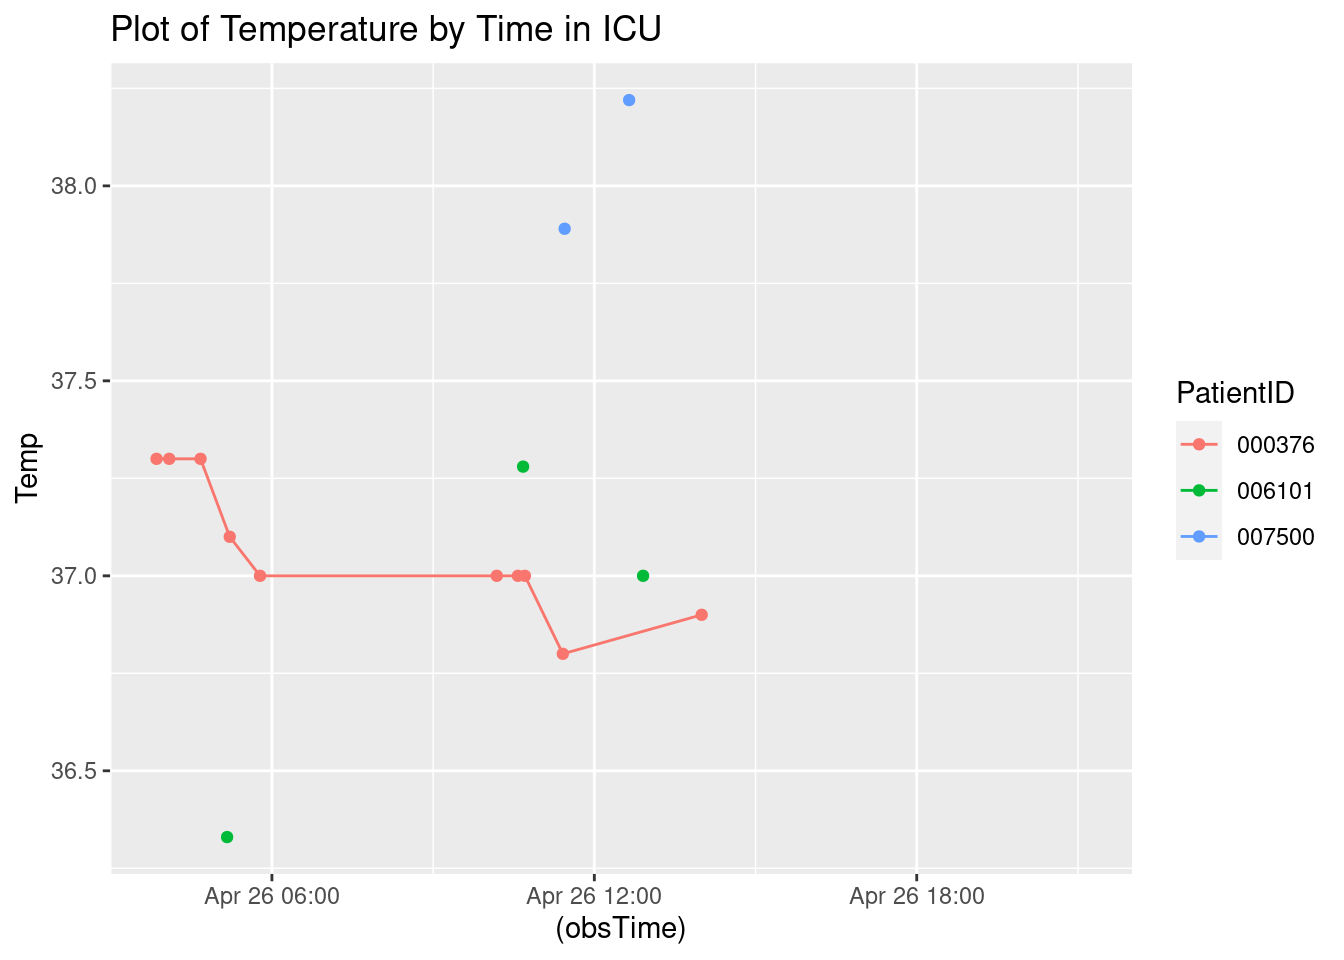 Plot of Temperature by Time in ICU
38.0
37.5
37.0
36.5
Temp
Apr 26 06:00
Apr 26 12:00
Apr 26 18:00
(obsTime)
PatientID
000376
006101
007500